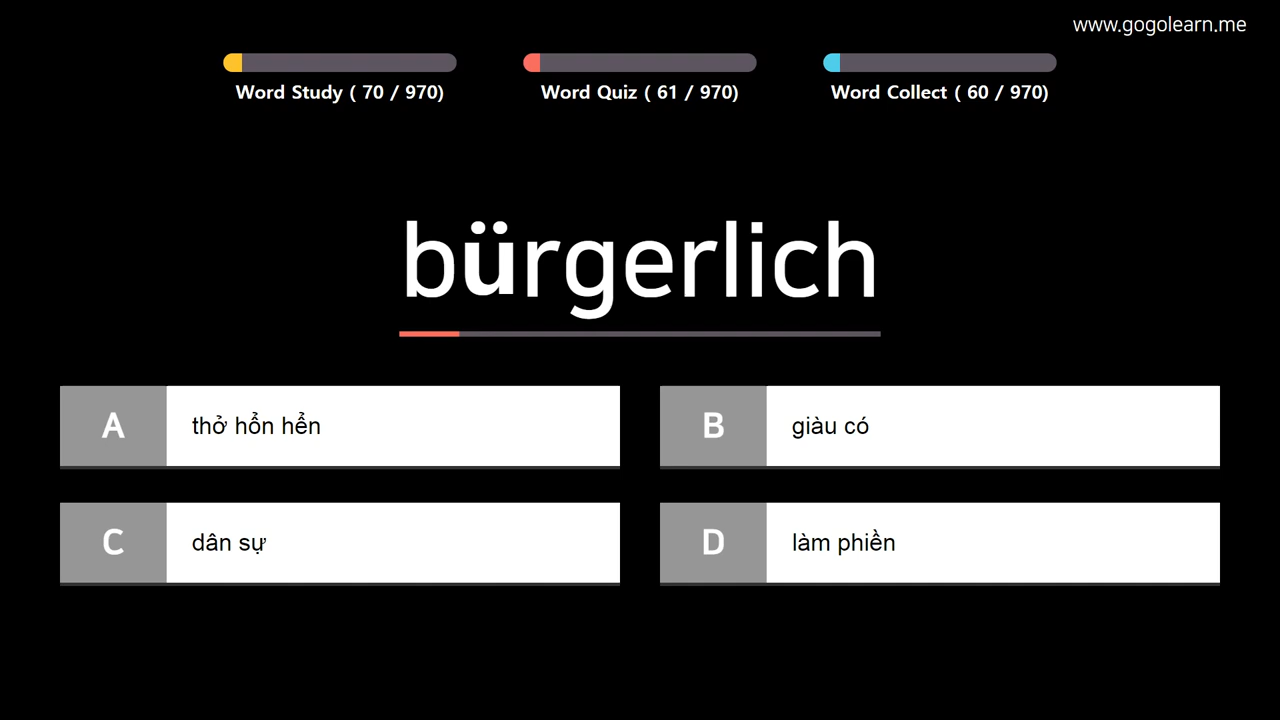 www.gogolearn.me
Word Study ( 70 / 970)
Word Quiz ( 61 / 970)
Word Collect ( 60 / 970)
bürgerlich
A thở hổn hển
B giàu có
C dân sự
D làm phiền